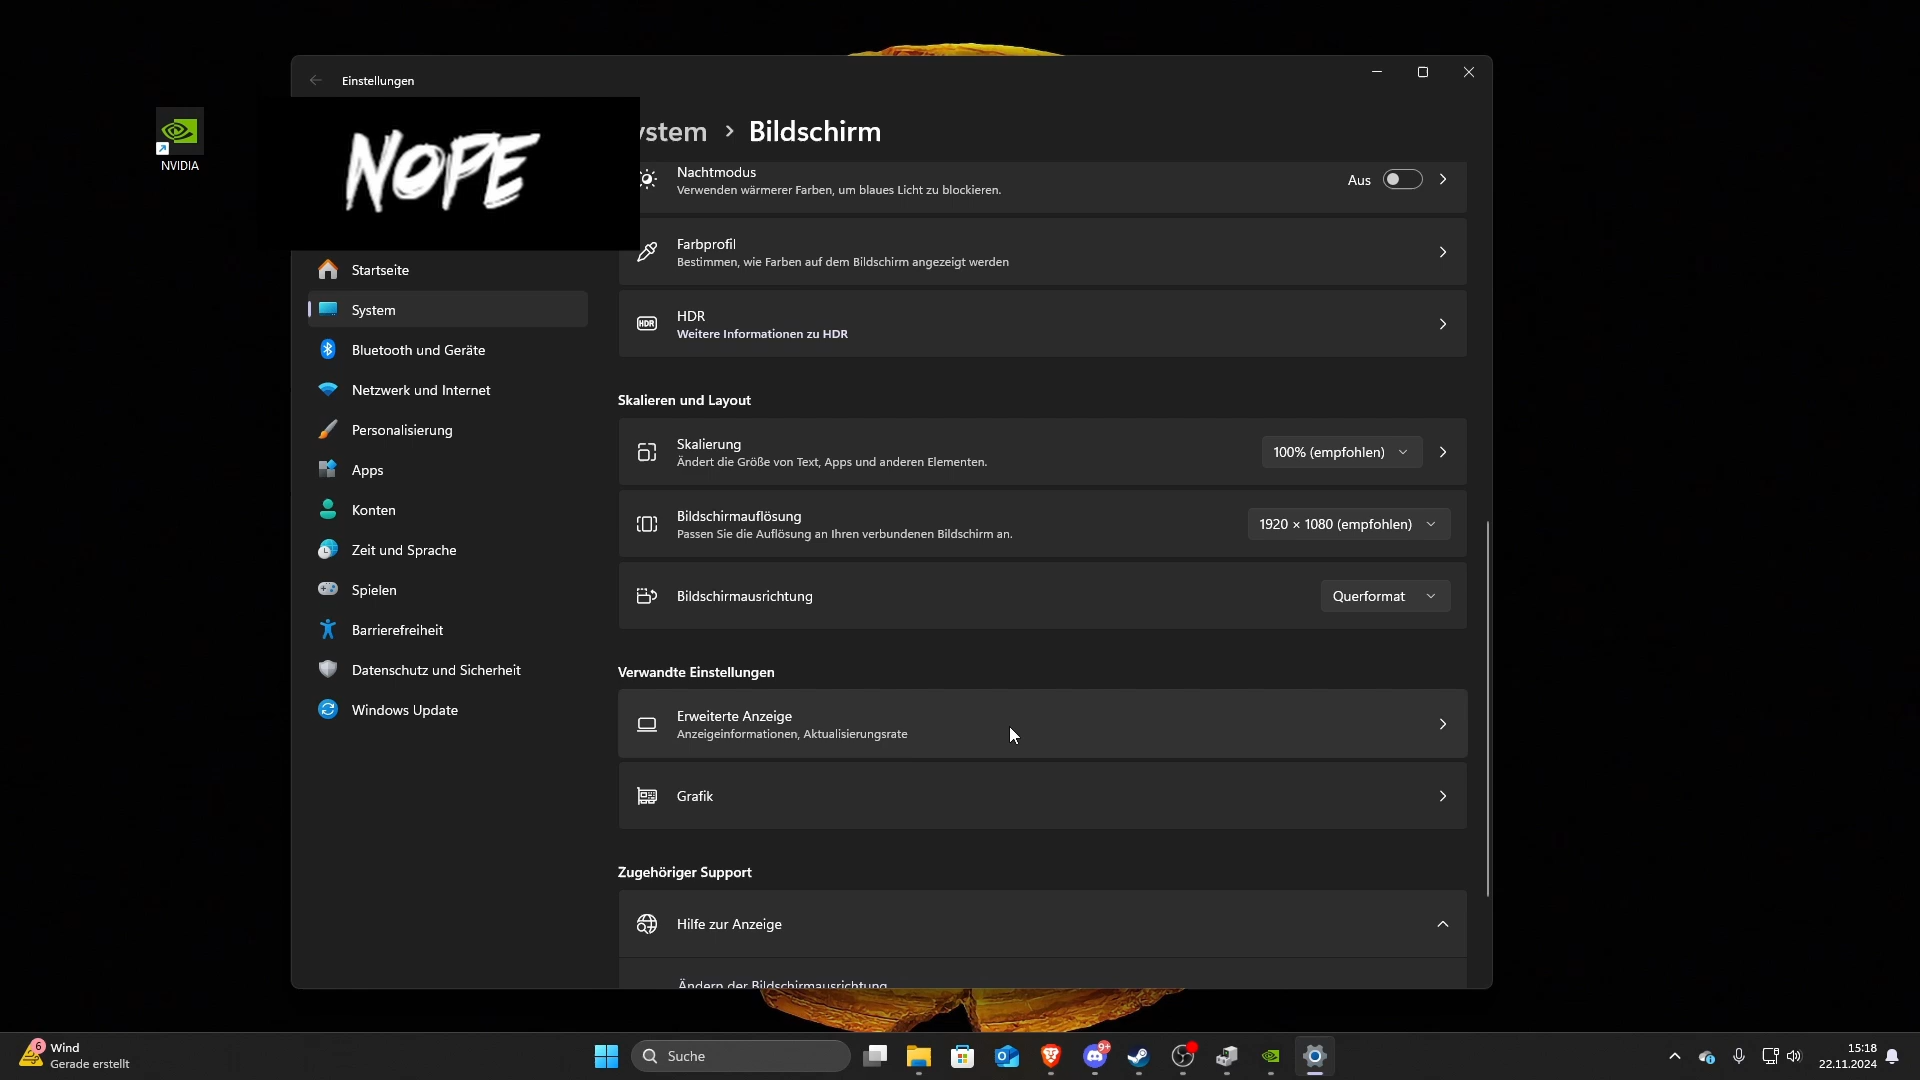 Einstellungen
NVIDIA
NOPE
ystem > Bildschirm
Nachtmodus
Verwenden wärmerer Farben, um blaues Licht zu blockieren.
Aus
Farbprofil
Bestimmen, wie Farben auf dem Bildschirm angezeigt werden
HDR
HDR
Weitere Informationen zu HDR
Startseite
System
Bluetooth und Geräte
Netzwerk und Internet
Personalisierung
Apps
Konten
Zeit und Sprache
Spielen
Barrierefreiheit
Datenschutz und Sicherheit
Windows Update
Skalieren und Layout
Skalierung
Ändert die Größe von Text, Apps und anderen Elementen.
100% (empfohlen)
Bildschirmauflösung
Passen Sie die Auflösung an Ihren verbundenen Bildschirm an.
1920 × 1080 (empfohlen)
Bildschirmausrichtung
Querformat
Verwandte Einstellungen
Erweiterte Anzeige
Anzeigeinformationen, Aktualisierungsrate
Grafik
Zugehöriger Support
Hilfe zur Anzeige
Ändern der Bildschirmausrichtung
6
Wind
Gerade erstellt
Suche
9+
15:18
22.11.2024